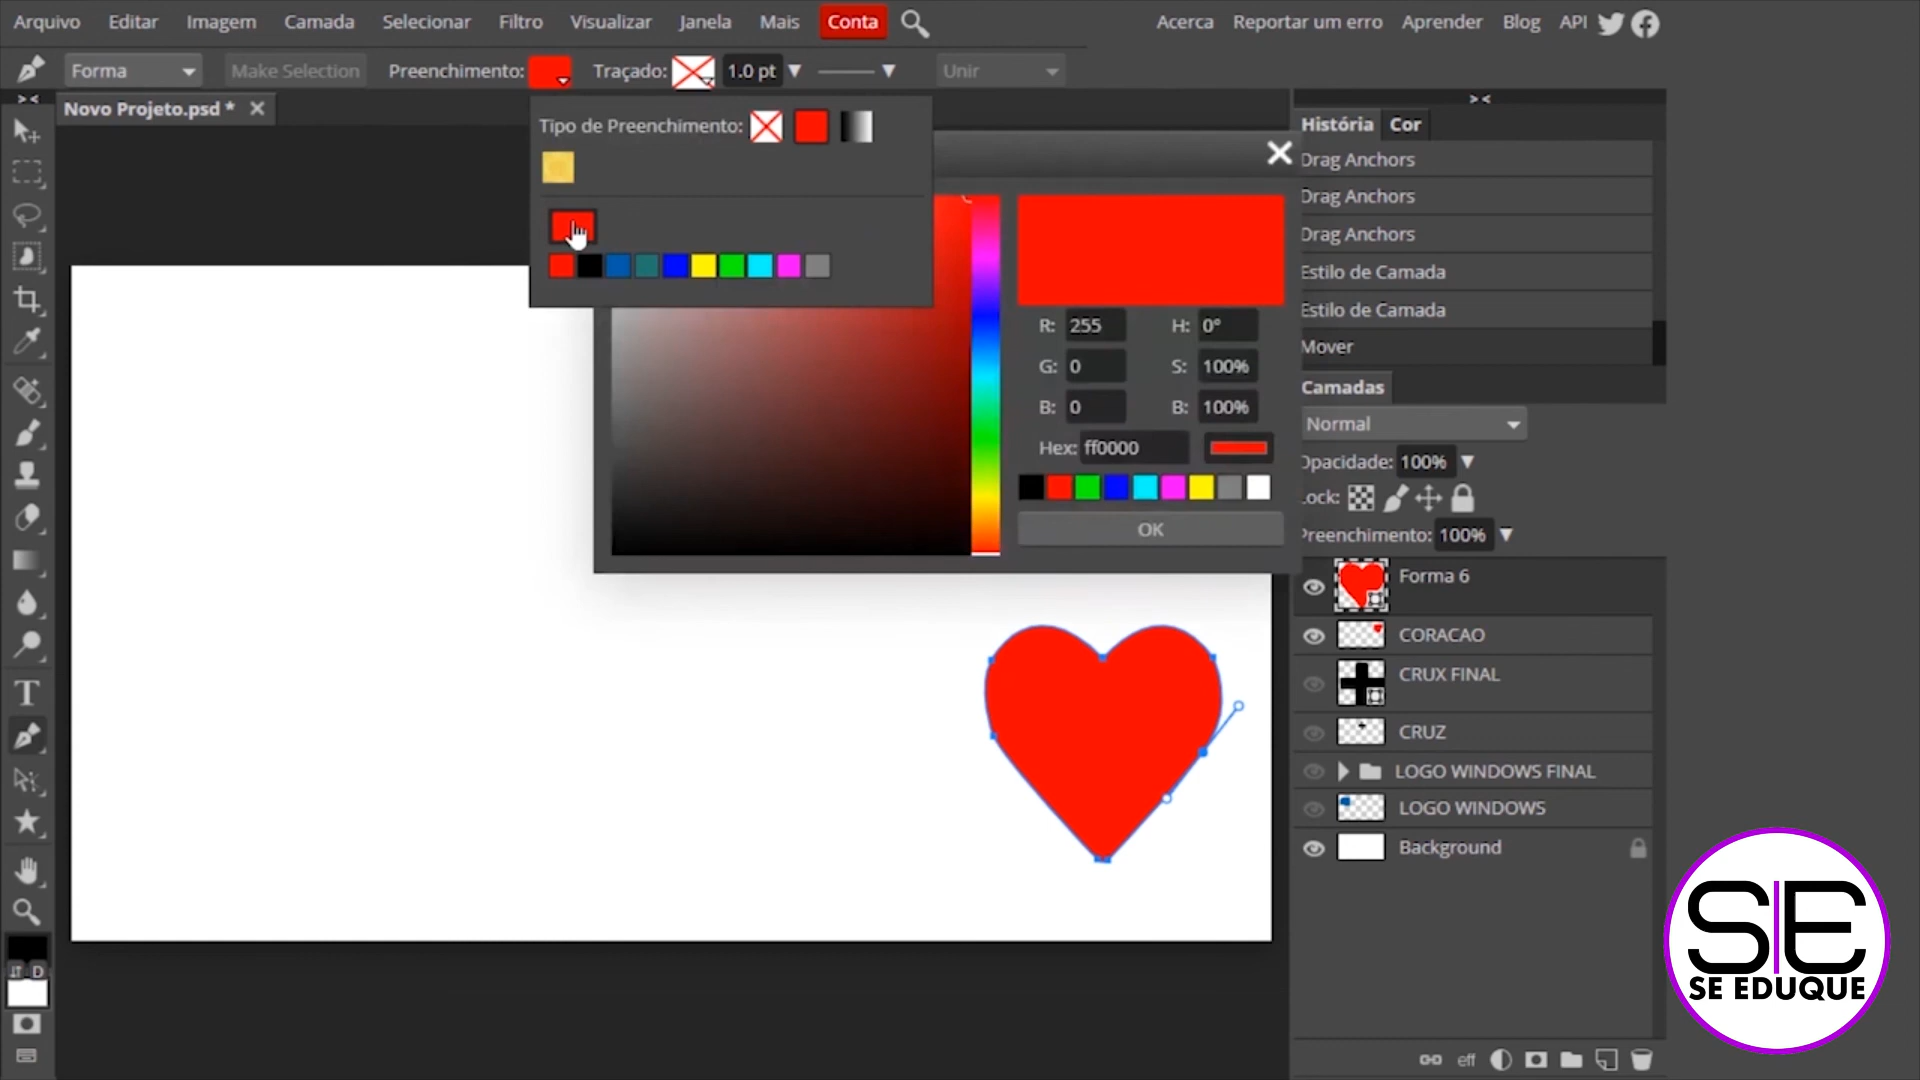 Arquivo Editar Imagem Camada Selecionar Filtro Visualizar Janela Mais Conta Acerca Reportar um erro Aprender Blog API
Forma Make Selection Preenchimento: Traçado: 1.0 pt Unir
Novo Projeto.psd *
Tipo de Preenchimento:
História Cor
Drag Anchors
Drag Anchors
Drag Anchors
Estilo de Camada
Estilo de Camada
Mover
R: 255 H: 0°
G: 0 S: 100%
B: 0 B: 100%
Hex: ff0000
OK
Camadas
Normal
Opacidade: 100%
Lock:
Preenchimento: 100%
Forma 6
CORACAO
CRUX FINAL
CRUZ
LOGO WINDOWS FINAL
LOGO WINDOWS
Background
D
eff
SE
SE EDUQUE